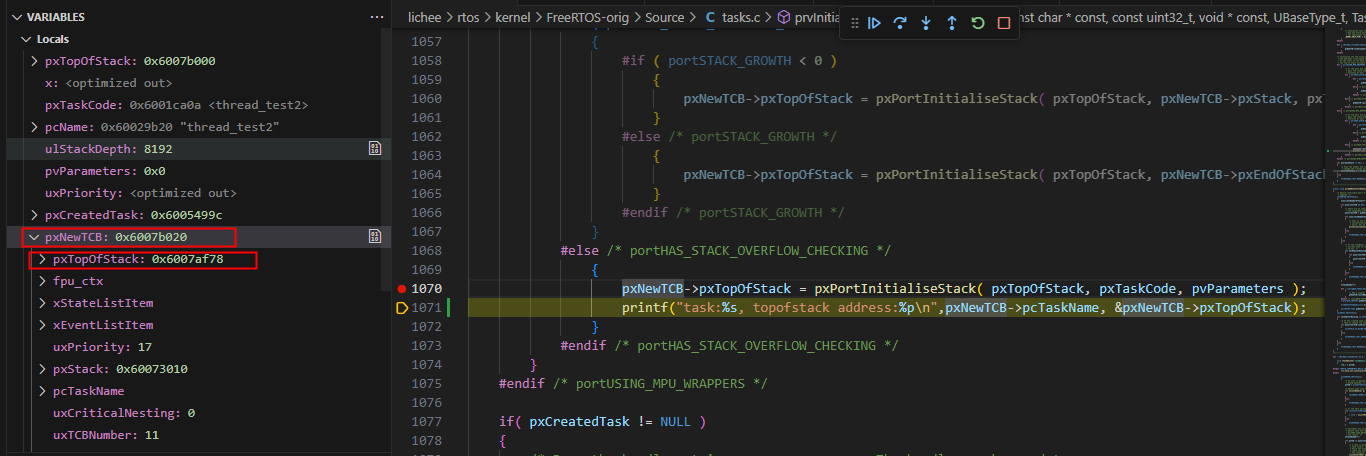 VARIABLES
Locals
pxTopOfStack: 0x6007b000
x: <optimized out>
pxTaskCode: 0x6001ca0a <thread_test2>
pcName: 0x60029b20 "thread_test2"
ulStackDepth: 8192
pvParameters: 0x0
uxPriority: <optimized out>
pxCreatedTask: 0x6005499c
pxNewTCB: 0x6007b020
pxTopOfStack: 0x6007af78
fpu_ctx
xStateListItem
xEventListItem
uxPriority: 17
pxStack: 0x60073010
pcTaskName
uxCriticalNesting: 0
uxTCBNumber: 11
lichee > rtos > kernel > FreeRTOS-orig > Source > C tasks.c > prvIniti
st char * const, const uint32_t, void * const, UBaseType_t, Tas
1057 {
1058 #if ( portSTACK_GROWTH < 0 )
1059 {
1060 pxNewTCB->pxTopOfStack = pxPortInitialiseStack( pxTopOfStack, pxNewTCB->pxStack, px
1061 }
1062 #else /* portSTACK_GROWTH */
1063 {
1064 pxNewTCB->pxTopOfStack = pxPortInitialiseStack( pxTopOfStack, pxNewTCB->pxEndOfStack
1065 }
1066 #endif /* portSTACK_GROWTH */
1067 }
1068 #else /* portHAS_STACK_OVERFLOW_CHECKING */
1069 {
1070 pxNewTCB->pxTopOfStack = pxPortInitialiseStack( pxTopOfStack, pxTaskCode, pvParameters );
1071 printf("task:%s, topofstack address:%p\n",pxNewTCB->pcTaskName, &pxNewTCB->pxTopOfStack);
1072 }
1073 #endif /* portHAS_STACK_OVERFLOW_CHECKING */
1074 }
1075 #endif /* portUSING_MPU_WRAPPERS */
1076
1077 if( pxCreatedTask != NULL )
1078 {